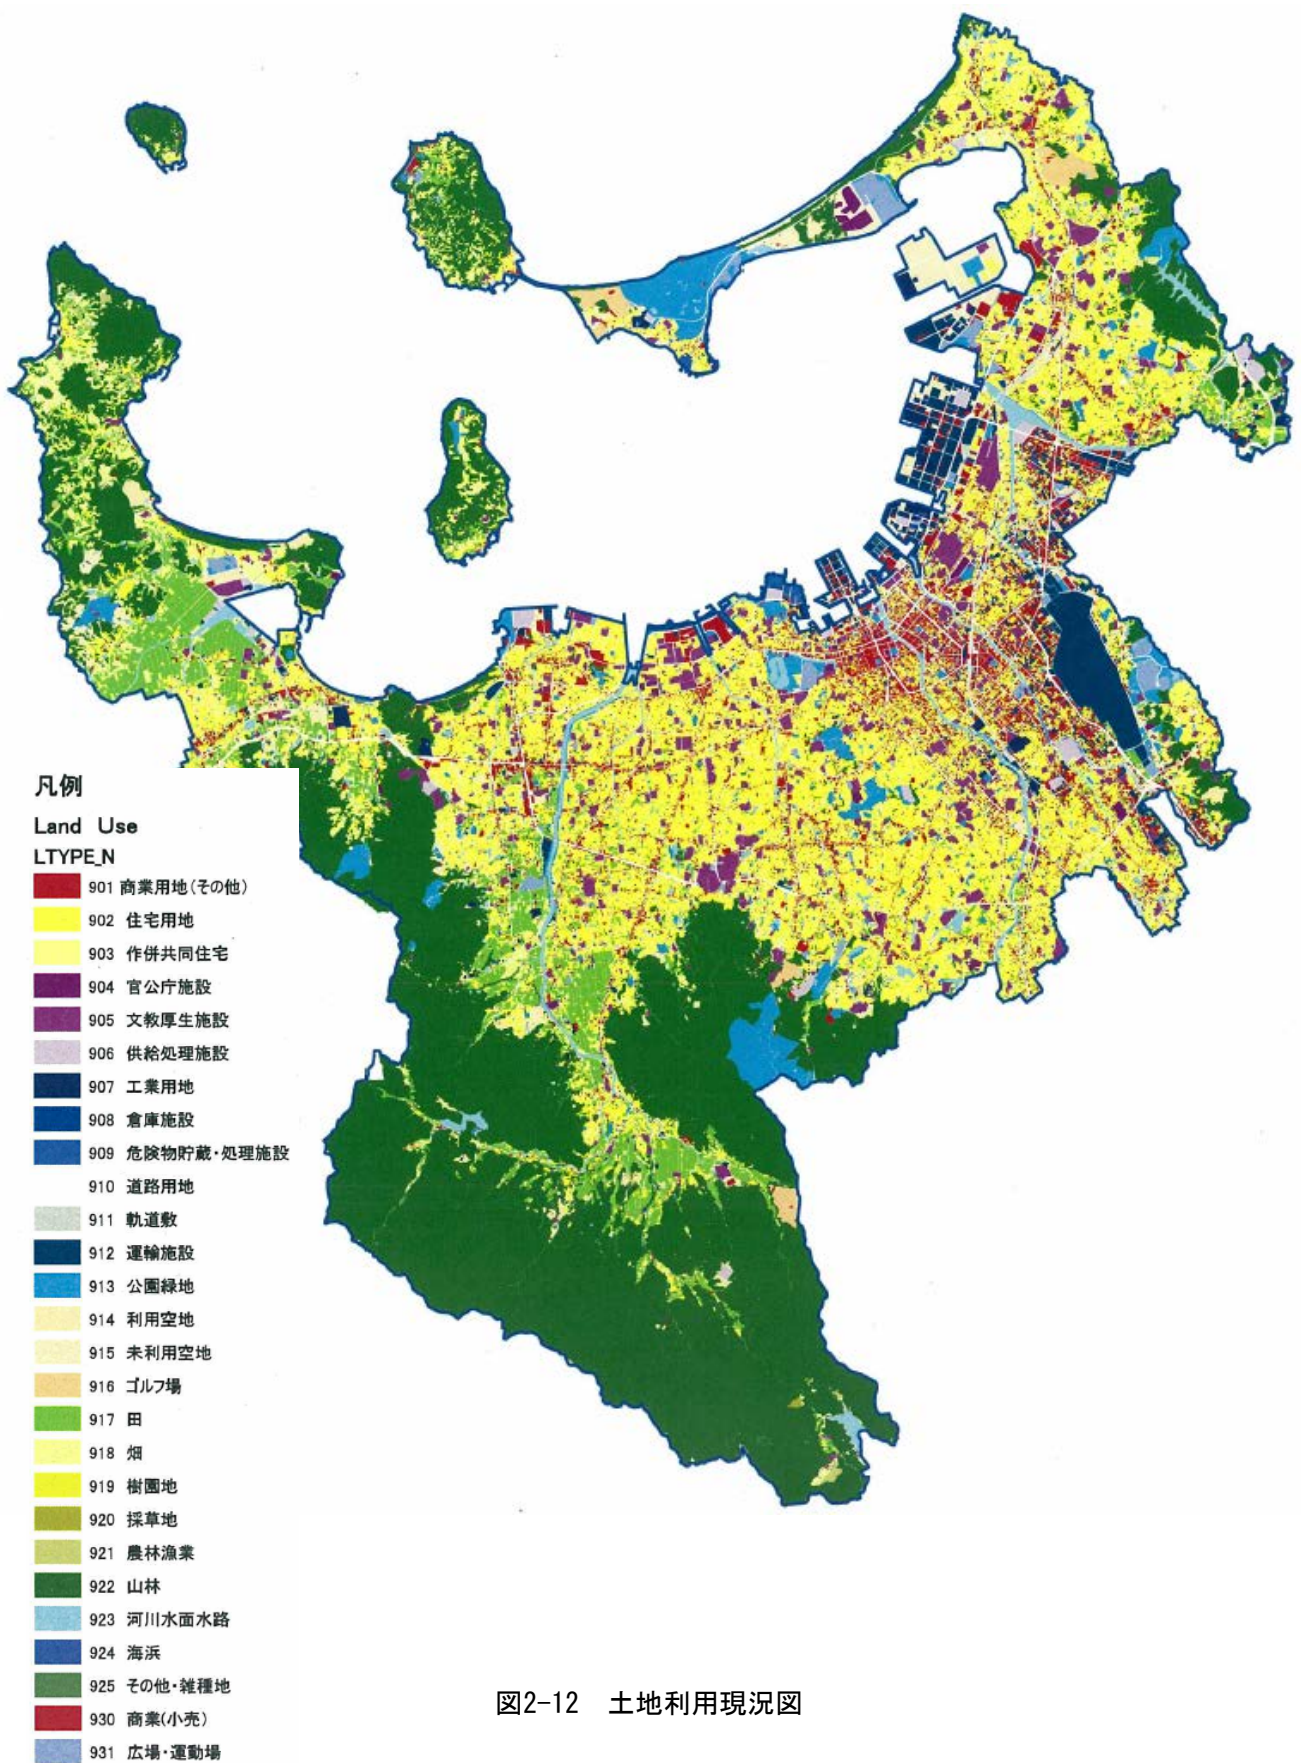 凡例
Land Use
LTYPE_N
901 商業用地(その他)
902 住宅用地
903 作併共同住宅
904 官公庁施設
905 文教厚生施設
906 供給処理施設
907 工業用地
908 倉庫施設
909 危険物貯蔵・処理施設
910 道路用地
911 軌道敷
912 運輸施設
913 公園緑地
914 利用空地
915 未利用空地
916 ゴルフ場
917 田
918 畑
919 樹園地
920 採草地
921 農林漁業
922 山林
923 河川水面水路
924 海浜
925 その他・雑種地
930 商業(小売)
931 広場・運動場
図2-12 土地利用現況図